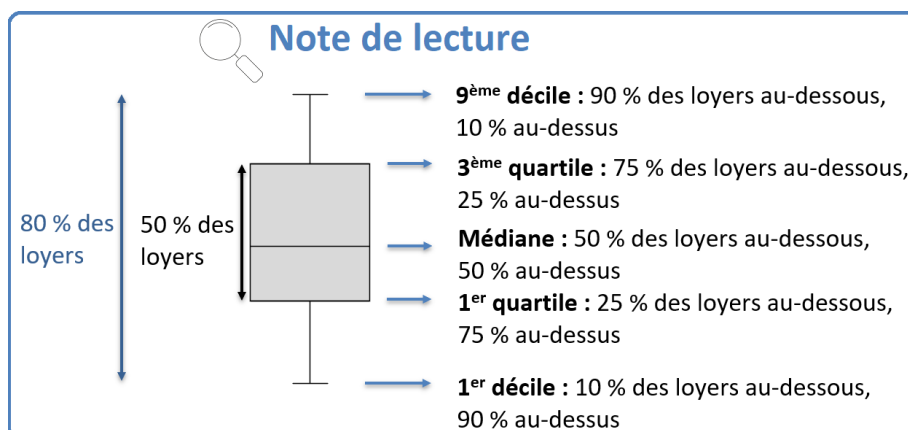 Note de lecture
9ème décile : 90 % des loyers au-dessous,
10 % au-dessus
3ème quartile : 75 % des loyers au-dessous,
25 % au-dessus
80 % des
loyers
50 % des
loyers
Médiane : 50 % des loyers au-dessous,
50 % au-dessus
1er quartile : 25 % des loyers au-dessous,
75 % au-dessus
1er décile : 10 % des loyers au-dessous,
90 % au-dessus